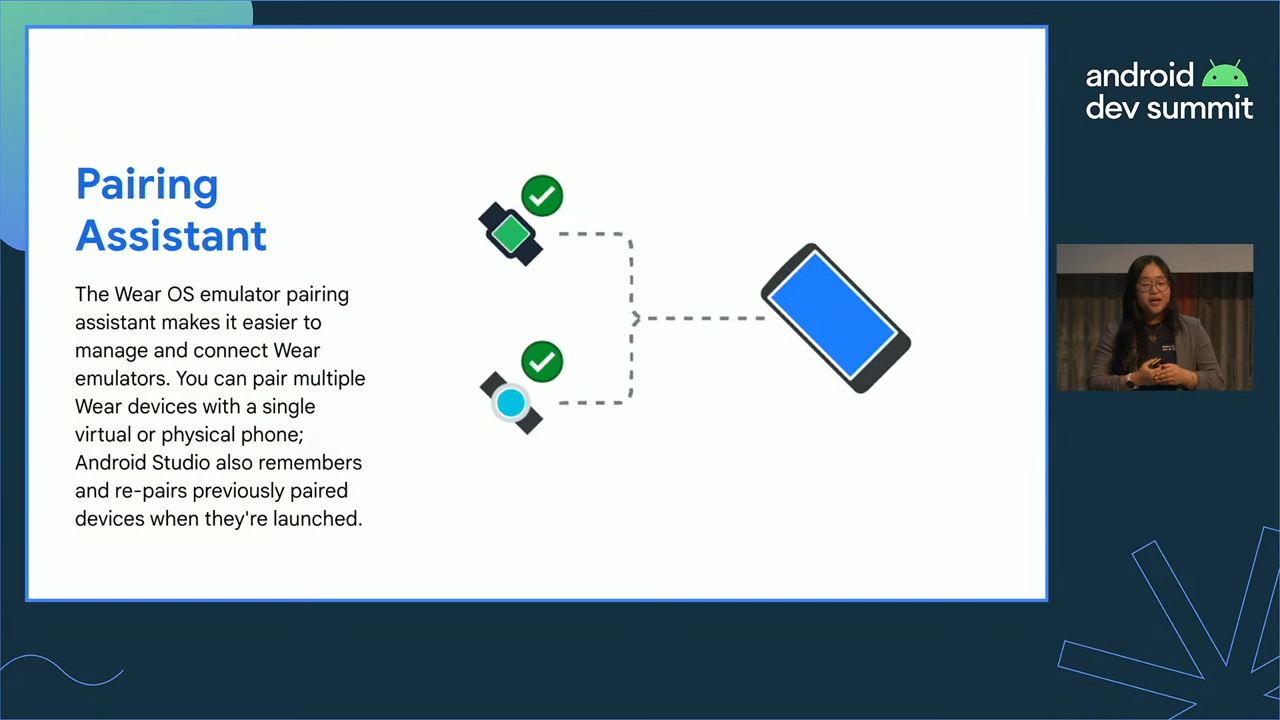 Pairing
Assistant
The Wear OS emulator pairing
assistant makes it easier to
manage and connect Wear
emulators. You can pair multiple
Wear devices with a single
virtual or physical phone;
Android Studio also remembers
and re-pairs previously paired
devices when they're launched.
android
dev summit